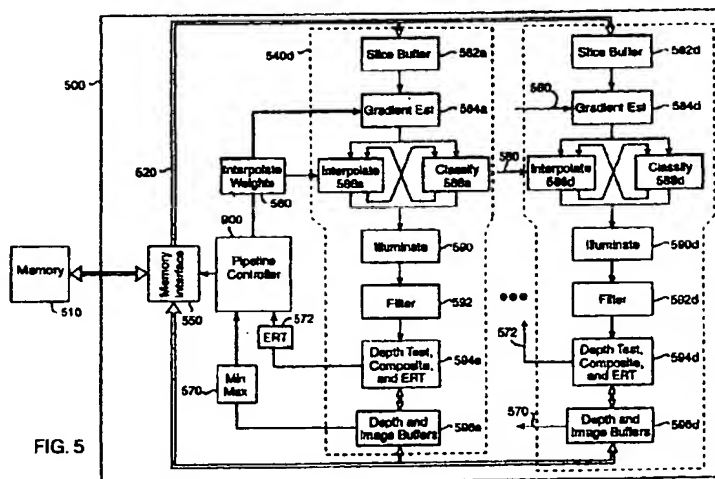 540d
Slice Buffer
582a
Slice Buffer
582d
500
560
Gradient Est
584a
Gradient Est
584d
520
Interpolate
Weights
560
Interpolate
586a
Classify
588a
560
Interpolate
586d
Classify
588d
900
Memory
510
Memory
Interface
550
Pipeline
Controller
Illuminate
590
Illuminate
590d
Filter
592
Filter
592d
572
ERT
572
Depth Test,
Composite,
and ERT
594a
Depth Test,
Composite,
and ERT
594d
570
Min
Max
570
Depth and
Image Buffers
596a
Depth and
Image Buffers
596d
FIG. 5